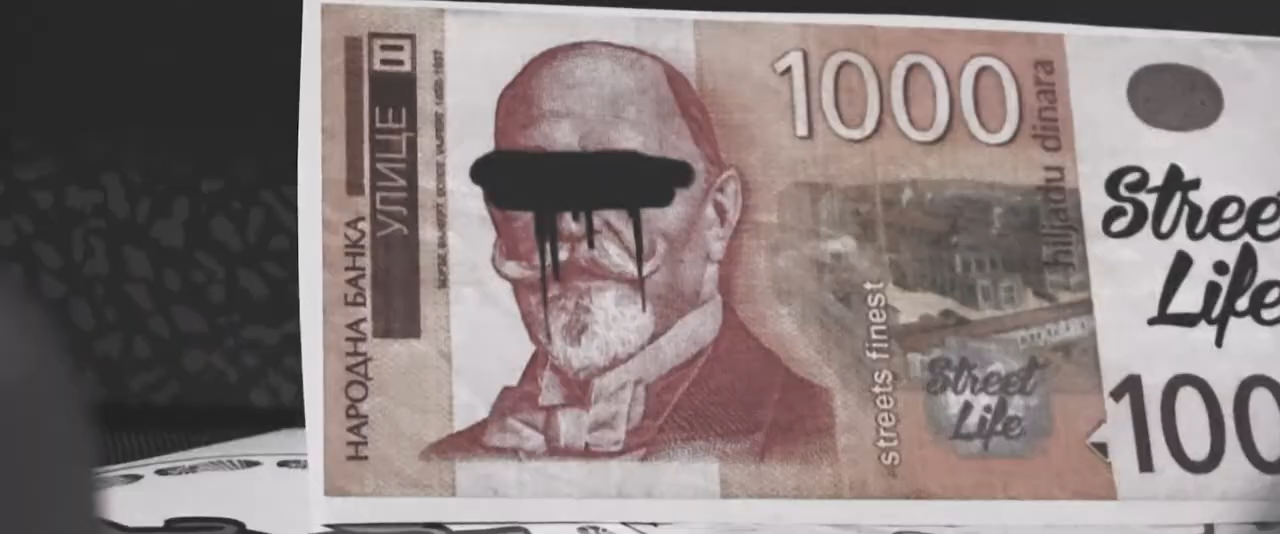 НАРОДНА БАНКА
УЛИЦЕ
1000
hiljadu dinara
streets finest
Street
Life
Stree
Life
100